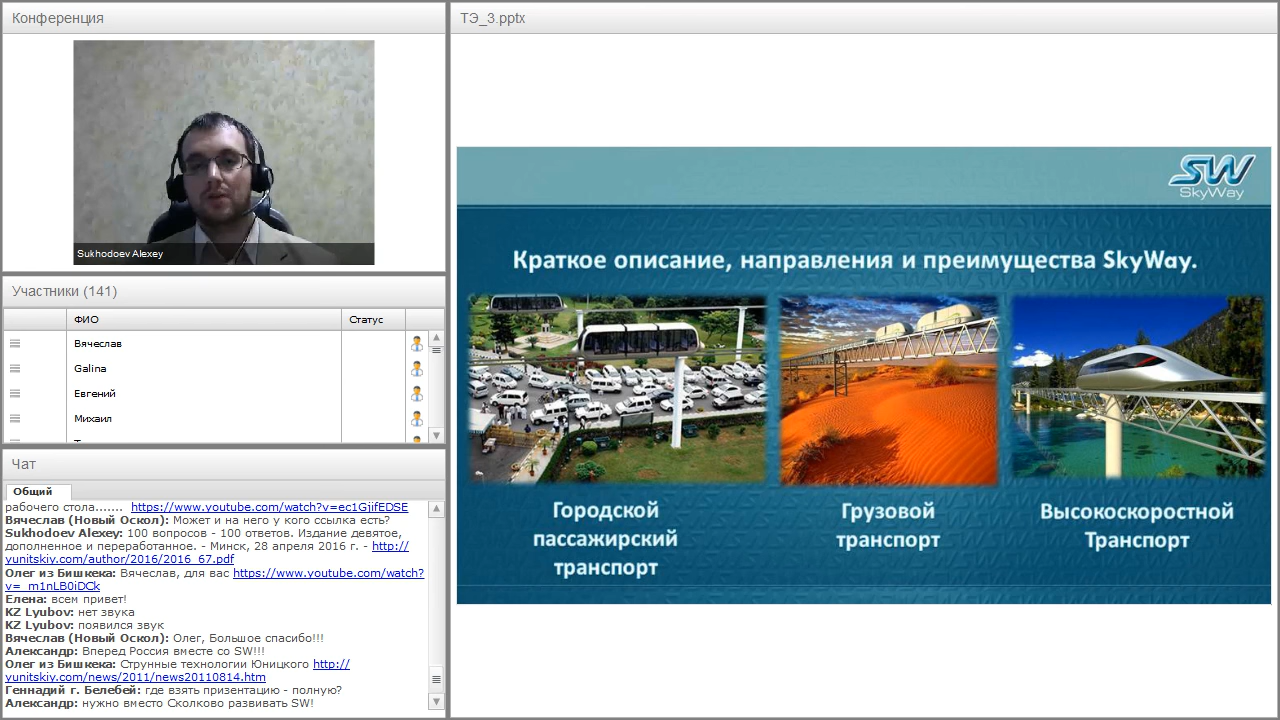 Конференция
Sukhodoev Alexey
Участники (141)
ФИО
Статус
Вячеслав
Galina
Евгений
Михаил
Чат
Общий
рабочего стола....... https://www.youtube.com/watch?v=ec1GjifEDSE
Вячеслав (Новый Оскол): Может и на него у кого ссылка есть?
Sukhodoev Alexey: 100 вопросов - 100 ответов. Издание девятое,
дополненное и переработанное. - Минск, 28 апреля 2016 г. - http://
yunitskiy.com/author/2016/2016_67.pdf
Олег из Бишкека: Вячеслав, для вас https://www.youtube.com/watch?
v=_m1nLB0iDCk
Елена: всем привет!
KZ Lyubov: нет звука
KZ Lyubov: появился звук
Вячеслав (Новый Оскол): Олег, Большое спасибо!!!
Александр: Вперед Россия вместе со SW!!!
Олег из Бишкека: Струнные технологии Юницкого http://
yunitskiy.com/news/2011/news20110814.htm
Геннадий г. Белебей: где взять призентацию - полную?
Александр: нужно вместо Сколково развивать SW!
ТЭ_3.pptx
SW
SkyWay
Краткое описание, направления и преимущества SkyWay.
Городской
пассажирский
транспорт
Грузовой
транспорт
Высокоскоростной
Транспорт